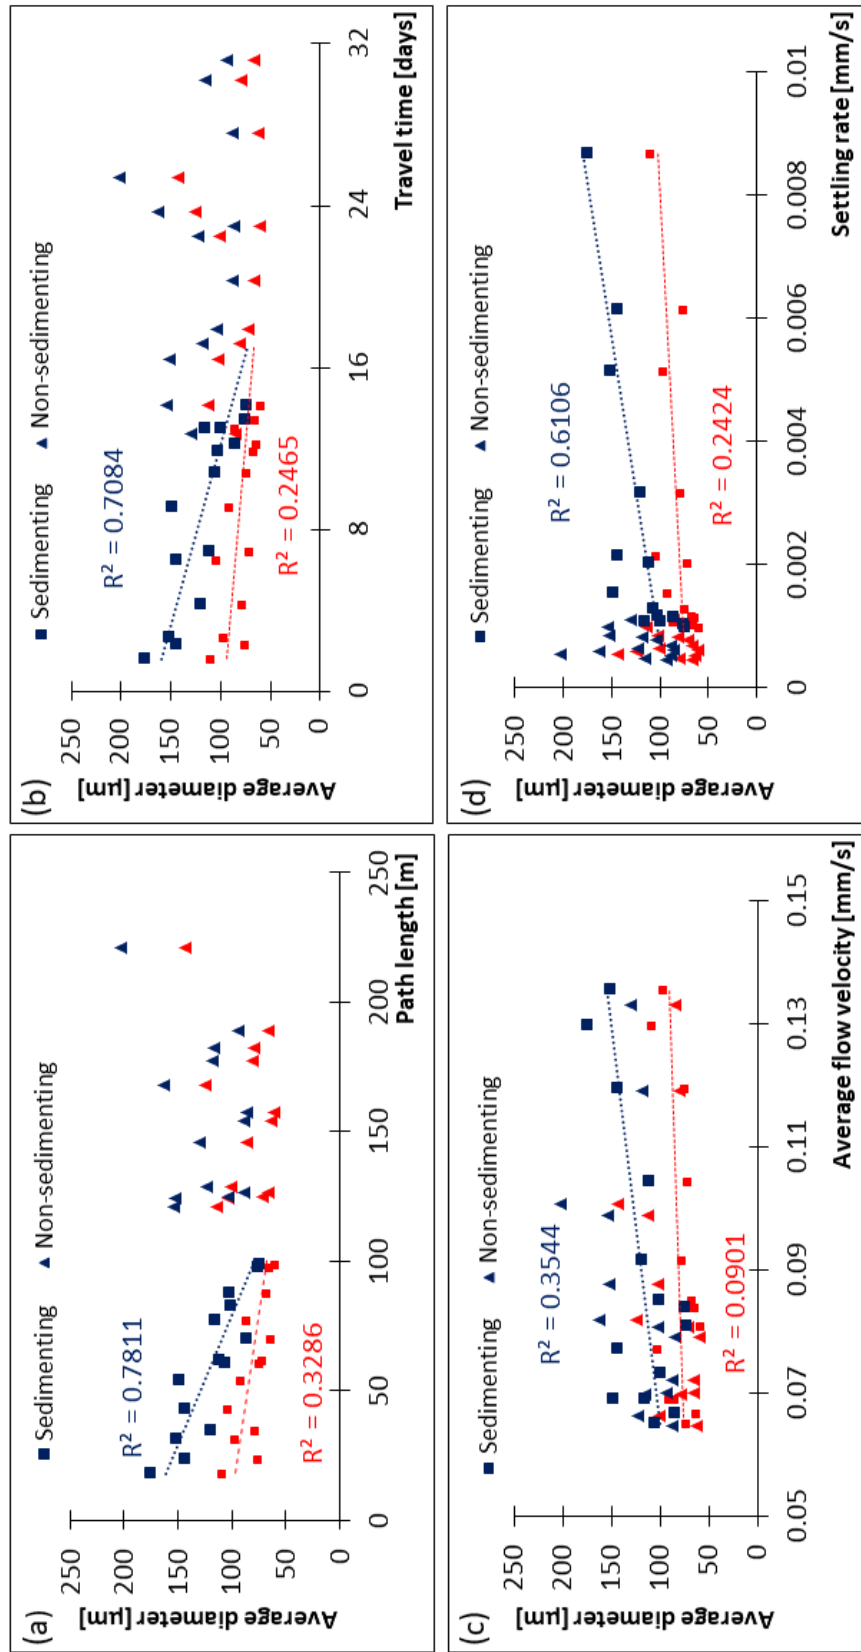 (a)
Sedimenting
Non-sedimenting
R² = 0.7811
R² = 0.3286
250
200
150
100
50
0
Average diameter [µm]
0 50 100 150 200 250
Path length [m]
(b)
Sedimenting
Non-sedimenting
R² = 0.7084
R² = 0.2465
250
200
150
100
50
0
Average diameter [µm]
0 8 16 24 32
Travel time [days]
(c)
Sedimenting
Non-sedimenting
R² = 0.3544
R² = 0.0901
250
200
150
100
50
0
Average diameter [µm]
0.05 0.07 0.09 0.11 0.13 0.15
Average flow velocity [mm/s]
(d)
Sedimenting
Non-sedimenting
R² = 0.6106
R² = 0.2424
250
200
150
100
50
0
Average diameter [µm]
0 0.002 0.004 0.006 0.008 0.01
Settling rate [mm/s]